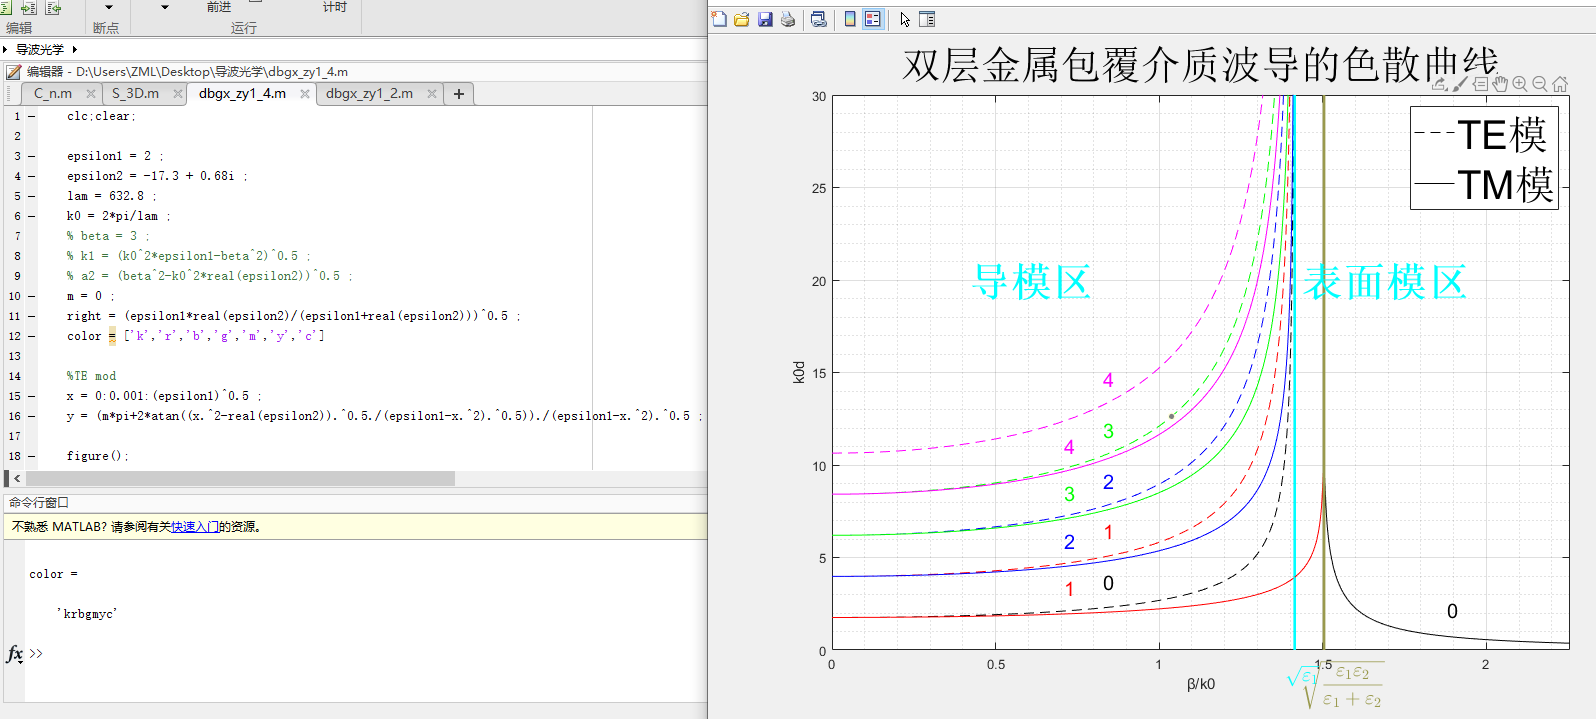 前进
计时
编辑
断点
运行
导波光学
编辑器 - D:\Users\ZML\Desktop\导波光学\dbgx_zy1_4.m
C_n.m
S_3D.m
dbgx_zy1_4.m
dbgx_zy1_2.m
1 clc;clear;
2
3 epsilon1 = 2 ;
4 epsilon2 = -17.3 + 0.68i ;
5 lam = 632.8 ;
6 k0 = 2*pi/lam ;
7 % beta = 3 ;
8 % k1 = (k0^2*epsilon1-beta^2)^0.5 ;
9 % a2 = (beta^2-k0^2*real(epsilon2))^0.5 ;
10 m = 0 ;
11 right = (epsilon1*real(epsilon2)/(epsilon1+real(epsilon2)))^0.5 ;
12 color = ['k','r','b','g','m','y','c']
13
14 %TE mod
15 x = 0:0.001:(epsilon1)^0.5 ;
16 y = (m*pi+2*atan((x.^2-real(epsilon2)).^0.5./(epsilon1-x.^2).^0.5))./(epsilon1-x.^2).^0.5 ;
17
18 figure();
命令行窗口
不熟悉 MATLAB? 请参阅有关快速入门的资源。
color =
'krbgmyc'
fx >>
双层金属包覆介质波导的色散曲线
TE模
TM模
导模区
表面模区
30
25
20
15
10
5
0
k0d
4
3
4
2
3
1
2
0
1
0
0
0.5
1
1.5
2
β/k0
√ε1
√(ε1ε2/(ε1 + ε2))